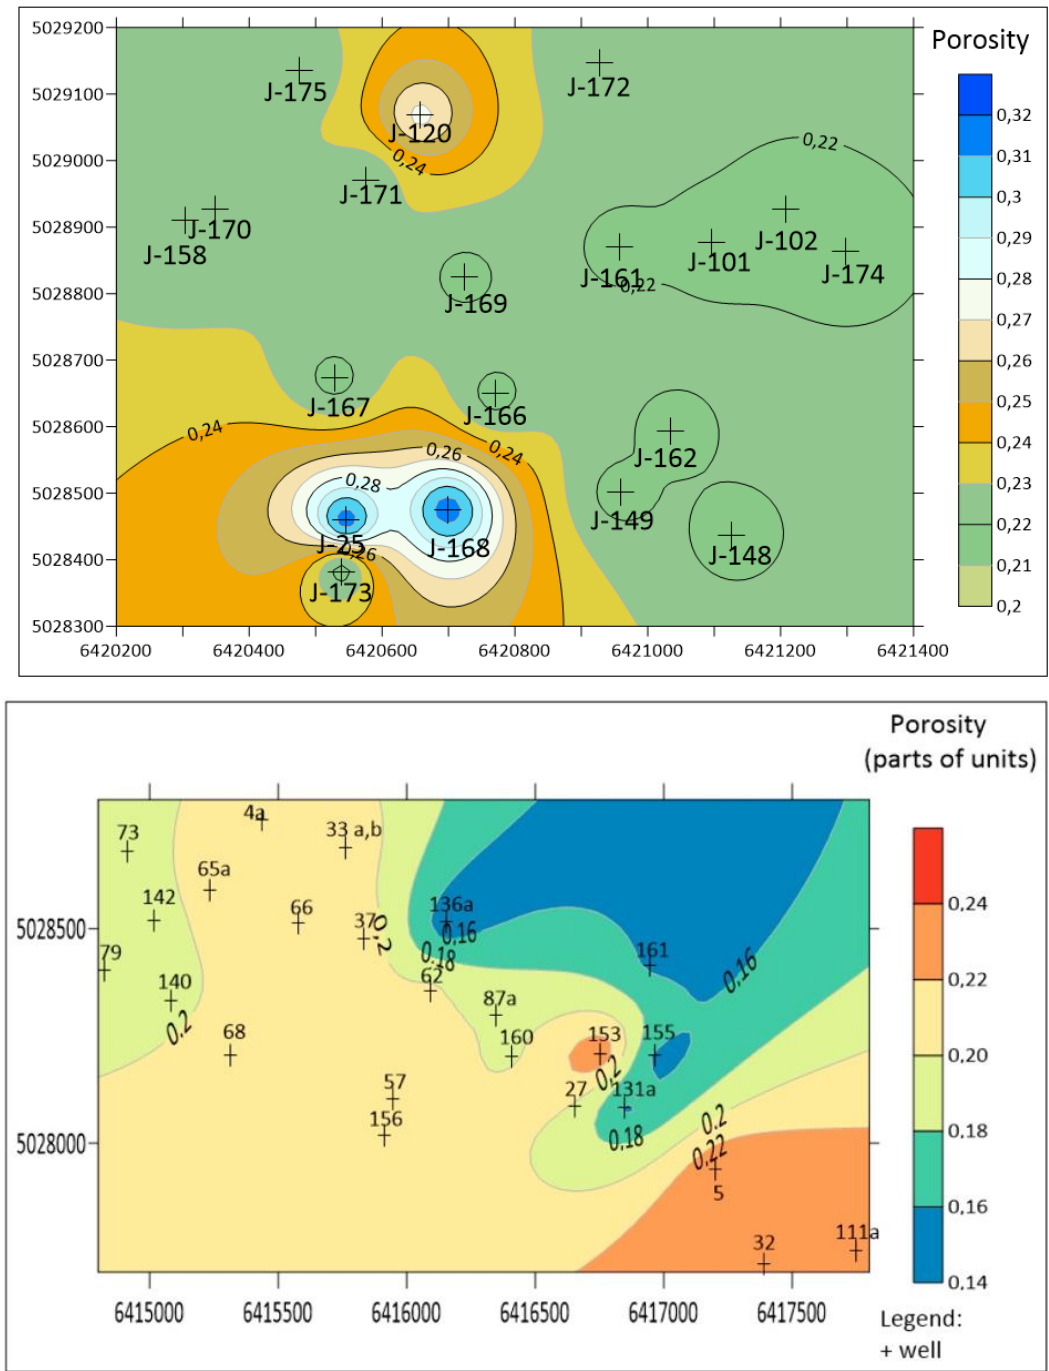 5029200
5029100
5029000
5028900
5028800
5028700
5028600
5028500
5028400
5028300
6420200
6420400
6420600
6420800
6421000
6421200
6421400
J-175
J-172
J-120
0,24
0,22
J-171
J-170
J-158
J-102
J-101
J-161
0,22
J-174
J-169
J-167
J-166
0,24
0,26
0,24
J-162
0,28
J-149
J-25
0,26
J-168
J-148
J-173
Porosity
0,32
0,31
0,3
0,29
0,28
0,27
0,26
0,25
0,24
0,23
0,22
0,21
0,2
Porosity
(parts of units)
4a
73
33 a,b
65a
142
66
37
0,2
136a
0,16
0,18
79
140
0.2
62
161
0,16
87a
68
160
153
155
0,2
57
27
131a
156
0,18
0.2
0.22
5
111a
32
5028500
5028000
6415000
6415500
6416000
6416500
6417000
6417500
0,24
0,22
0,20
0,18
0,16
0,14
Legend:
+ well